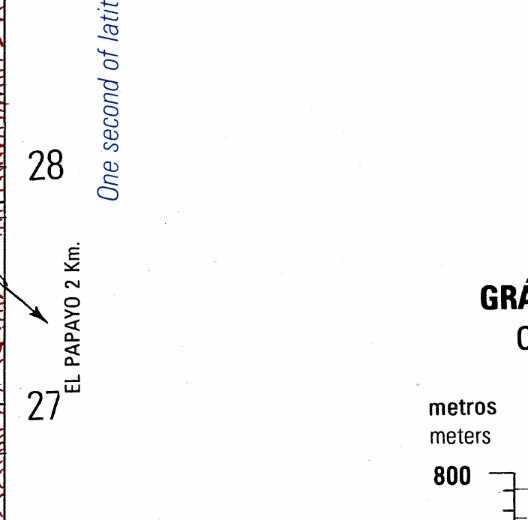 One second of latit
28
EL PAPAYO 2 Km.
27
GRÁ
metros
meters
800